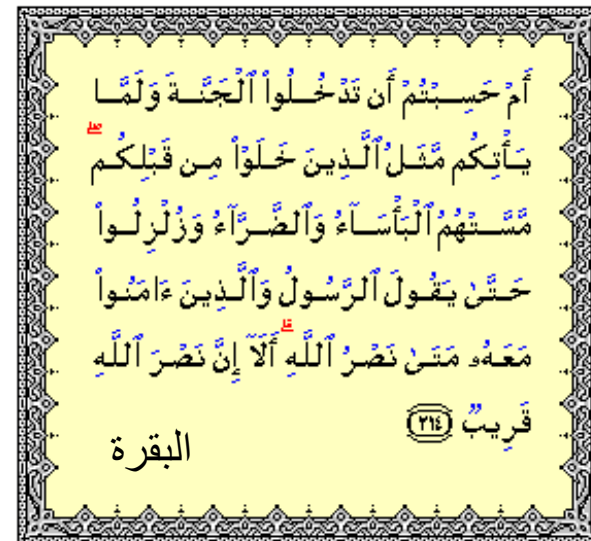 أَمْ حَسِبْتُمْ أَن تَدْخُلُوا۟ ٱلْجَنَّةَ وَلَمَّا
يَأْتِكُم مَّثَلُ ٱلَّذِينَ خَلَوْا۟ مِن قَبْلِكُم ۖ
مَّسَّتْهُمُ ٱلْبَأْسَآءُ وَٱلضَّرَّآءُ وَزُلْزِلُوا۟
حَتَّىٰ يَقُولَ ٱلرَّسُولُ وَٱلَّذِينَ ءَامَنُوا۟
مَعَهُۥ مَتَىٰ نَصْرُ ٱللَّهِ ۗ أَلَآ إِنَّ نَصْرَ ٱللَّهِ
قَرِيبٌ ٢١٤
البقرة